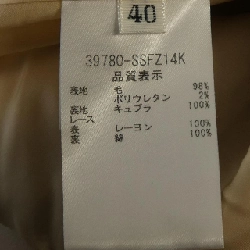 40
39780-SSFZ14K
品質表示
表地 毛 98%
ポリウレタン 2%
裏地 キュプラ 100%
レース
表 レーヨン 100%
裏 綿 100%